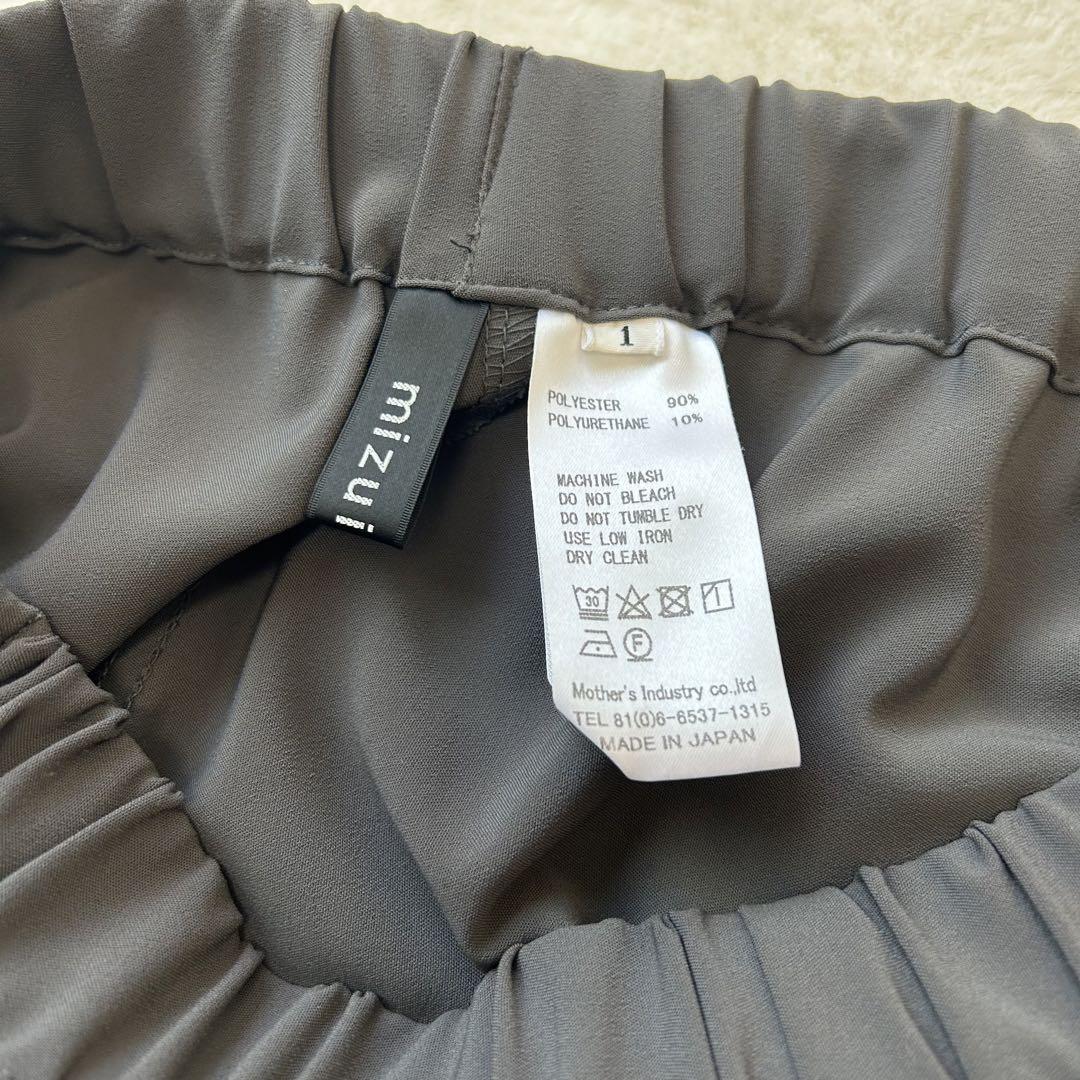 mizui
1
POLYESTER 90%
POLYURETHANE 10%
MACHINE WASH
DO NOT BLEACH
DO NOT TUMBLE DRY
USE LOW IRON
DRY CLEAN
30
F
Mother's Industry co.,ltd
TEL 81(0)6-6537-1315
MADE IN JAPAN